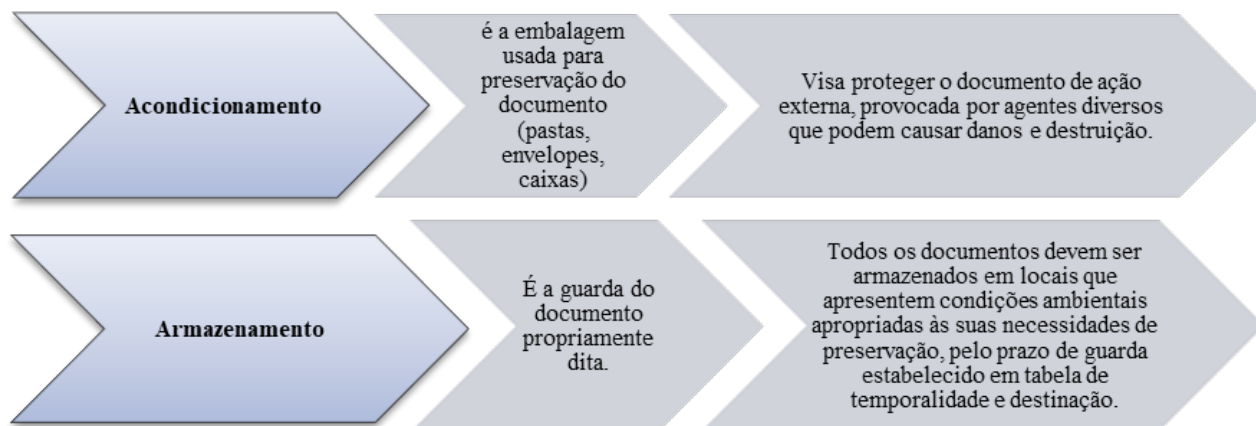 Acondicionamento
é a embalagem
usada para
preservação do
documento
(pastas,
envelopes,
caixas)
Visa proteger o documento de ação
externa, provocada por agentes diversos
que podem causar danos e destruição.
Armazenamento
É a guarda do
documento
propriamente
dita.
Todos os documentos devem ser
armazenados em locais que
apresentem condições ambientais
apropriadas às suas necessidades de
preservação, pelo prazo de guarda
estabelecido em tabela de
temporalidade e destinação.